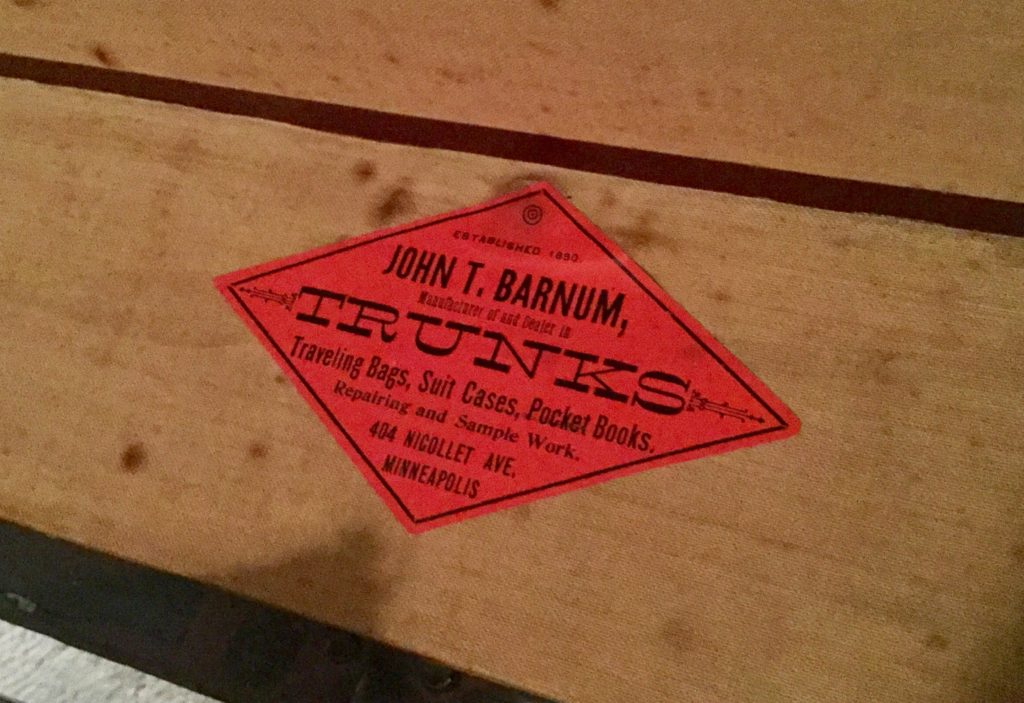 ESTABLISHED 1890
JOHN T. BARNUM,
Manufacturer of and Dealer in
TRUNKS
Traveling Bags, Suit Cases, Pocket Books.
Repairing and Sample Work.
404 NICOLLET AVE.
MINNEAPOLIS